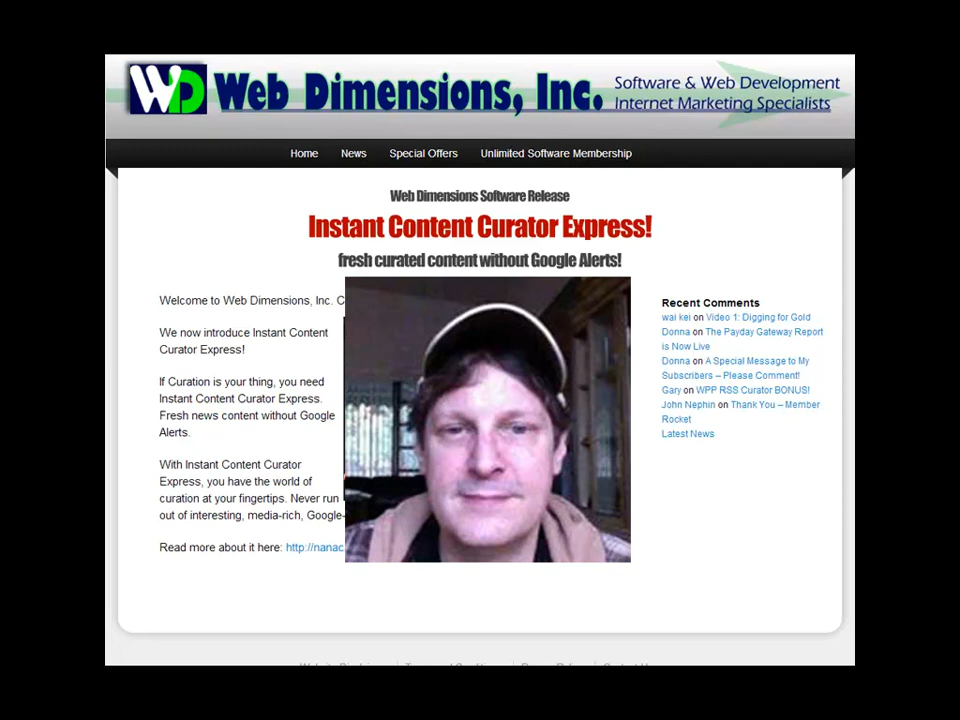 WD Web Dimensions, Inc.
Software & Web Development
Internet Marketing Specialists
Home News Special Offers Unlimited Software Membership
Web Dimensions Software Release
Instant Content Curator Express!
fresh curated content without Google Alerts!
Welcome to Web Dimensions, Inc. C
We now introduce Instant Content
Curator Express!
If Curation is your thing, you need
Instant Content Curator Express.
Fresh news content without Google
Alerts.
With Instant Content Curator
Express, you have the world of
curation at your fingertips. Never run
out of interesting, media-rich, Google-
Read more about it here: http://nanac
Recent Comments
wai kei on Video 1: Digging for Gold
Donna on The Payday Gateway Report
is Now Live
Donna on A Special Message to My
Subscribers – Please Comment!
Gary on WPP RSS Curator BONUS!
John Nephin on Thank You – Member
Rocket
Latest News